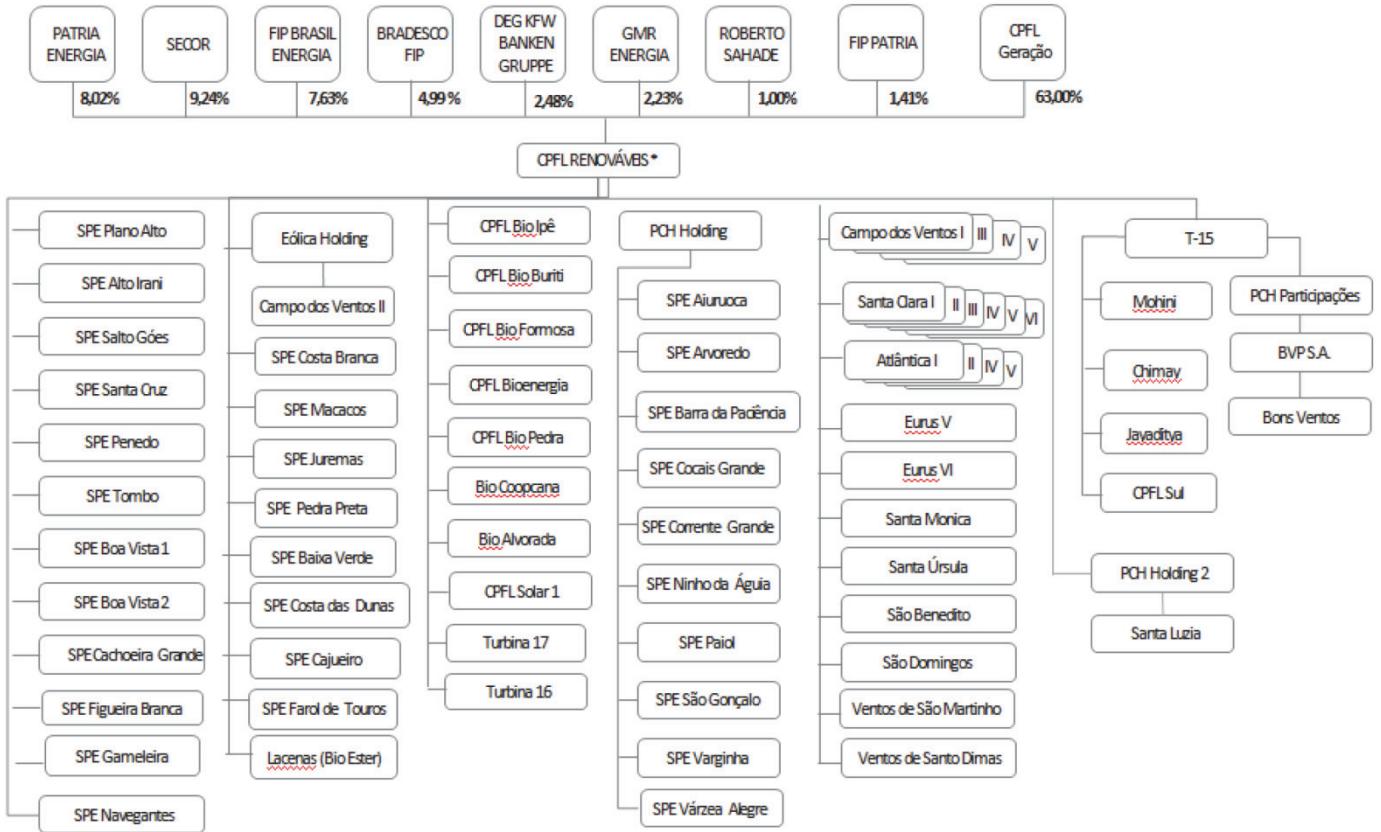 PATRIA
ENERGIA
SECOR
FIP BRASIL
ENERGIA
BRADESCO
FIP
DEG KFW
BANKEN
GRUPPE
GMR
ENERGIA
ROBERTO
SAHADE
FIP PATRIA
CPFL
Geração
8,02%
9,24%
7,63%
4,99 %
2,48%
2,23%
1,00%
1,41%
63,00%
CPFL RENOVÁVEIS *
SPE Plano Alto
SPE Alto Irani
SPE Salto Góes
SPE Santa Cruz
SPE Penedo
SPE Tombo
SPE Boa Vista 1
SPE Boa Vista 2
SPE Cachoeira Grande
SPE Figueira Branca
SPE Gameleira
SPE Navegantes
Eólica Holding
Campo dos Ventos II
SPE Costa Branca
SPE Macacos
SPE Juremas
SPE Pedra Preta
SPE Baixa Verde
SPE Costa das Dunas
SPE Cajueiro
SPE Farol de Touros
Lacenas (Bio Ester)
CPFL Bio Ipê
CPFL Bio Buriti
CPFL Bio Formosa
CPFL Bioenergia
CPFL Bio Pedra
Bio Coopcana
Bio Alvorada
CPFL Solar 1
Turbina 17
Turbina 16
PCH Holding
SPE Aiuruoca
SPE Arvoredo
SPE Barra da Paciência
SPE Cocais Grande
SPE Corrente Grande
SPE Ninho da Águia
SPE Paiol
SPE São Gonçalo
SPE Varginha
SPE Várzea Alegre
Campo dos Ventos I III IV V
Santa Clara I II III IV V VI
Atlântica I II IV V
Eurus V
Eurus VI
Santa Monica
Santa Úrsula
São Benedito
São Domingos
Ventos de São Martinho
Ventos de Santo Dimas
T-15
Mohini
Chimay
Jayaditya
CPFL Sul
PCH Participações
BVP S.A.
Bons Ventos
PCH Holding 2
Santa Luzia